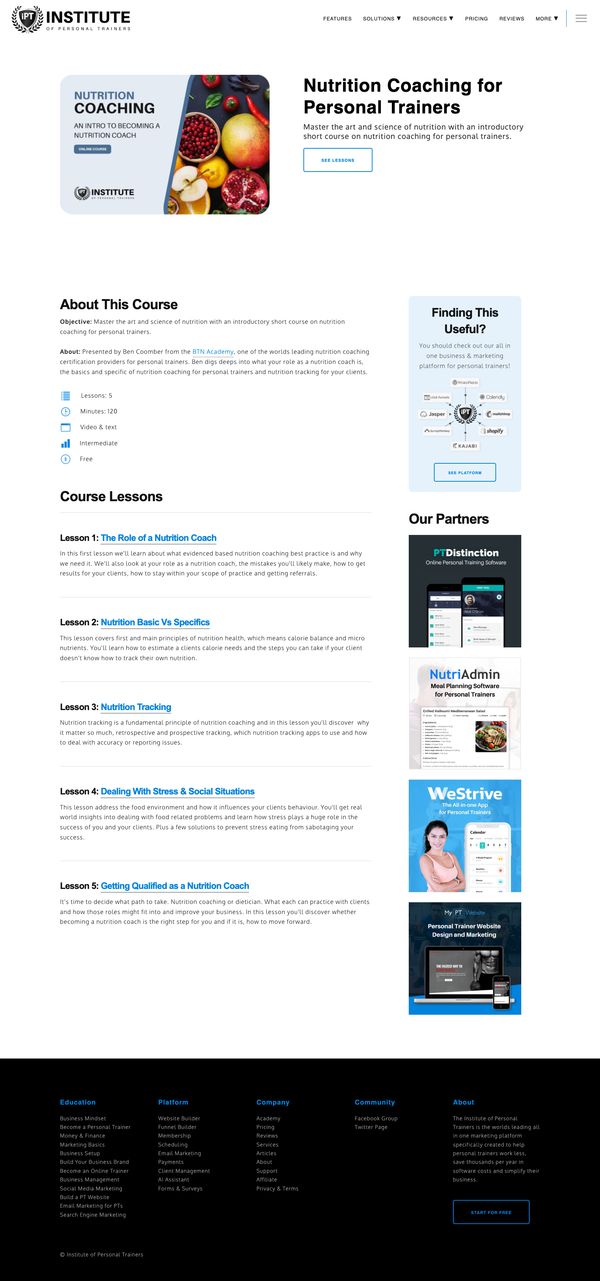 IPT INSTITUTE
OF PERSONAL TRAINERS
FEATURES SOLUTIONS ▼ RESOURCES ▼ PRICING REVIEWS MORE ▼
NUTRITION
COACHING
AN INTRO TO BECOMING A
NUTRITION COACH
ONLINE COURSE
INSTITUTE
OF PERSONAL TRAINERS
Nutrition Coaching for
Personal Trainers
Master the art and science of nutrition with an introductory
short course on nutrition coaching for personal trainers.
SEE LESSONS
About This Course
Objective: Master the art and science of nutrition with an introductory short course on nutrition
coaching for personal trainers.
About: Presented by Ben Coomber from the BTN Academy, one of the worlds leading nutrition coaching
certification providers for personal trainers. Ben digs deeps into what your role as a nutrition coach is,
the basics and specific of nutrition coaching for personal trainers and nutrition tracking for your clients.
Lessons: 5
Minutes: 120
Video & text
Intermediate
Free
Course Lessons
Lesson 1: The Role of a Nutrition Coach
In this first lesson we'll learn about what evidenced based nutrition coaching best practice is and why
we need it. We'll also look at your role as a nutrition coach, the mistakes you'll likely make, how to get
results for your clients, how to stay within your scope of practice and getting referrals.
Lesson 2: Nutrition Basic Vs Specifics
This lesson covers first and main principles of nutrition health, which means calorie balance and micro
nutrients. You'll learn how to estimate a clients calorie needs and the steps you can take if your client
doesn't know how to track their own nutrition.
Lesson 3: Nutrition Tracking
Nutrition tracking is a fundamental principle of nutrition coaching and in this lesson you'll discover why
it matter so much, retrospective and prospective tracking, which nutrition tracking apps to use and how
to deal with accuracy or reporting issues.
Lesson 4: Dealing With Stress & Social Situations
This lesson address the food environment and how it influences your clients behaviour. You'll get real
world insights into dealing with food related problems and learn how stress plays a huge role in the
success of you and your clients. Plus a few solutions to prevent stress eating from sabotaging your
success.
Lesson 5: Getting Qualified as a Nutrition Coach
It's time to decide what path to take. Nutrition coaching or dietician. What each can practice with clients
and how those roles might fit into and improve your business. In this lesson you'll discover whether
becoming a nutrition coach is the right step for you and if it is, how to move forward.
Finding This
Useful?
You should check out our all in
one business & marketing
platform for personal trainers!
Calendly
Jasper
IPT
mailchimp
shopify
KAJABI
SEE PLATFORM
Our Partners
PTDistinction
Online Personal Training Software
NutriAdmin
Meal Planning Software
for Personal Trainers
Grilled Halloumi Mediterranean Salad
WeStrive
The All in one App
for Personal Trainers
Calendar
My PT Website
Personal Trainer Website
Design and Marketing
Education
Business Mindset
Become a Personal Trainer
Money & Finance
Marketing Basics
Business Setup
Build Your Business Brand
Become an Online Trainer
Business Management
Social Media Marketing
Build a PT Website
Email Marketing for PTs
Search Engine Marketing
Platform
Website Builder
Funnel Builder
Membership
Scheduling
Email Marketing
Payments
Client Management
AI Assistant
Forms & Surveys
Company
Academy
Pricing
Reviews
Services
Articles
About
Support
Affiliate
Privacy & Terms
Community
Facebook Group
Twitter Page
About
The Institute of Personal
Trainers is the worlds leading all
in one marketing platform
specifically created to help
personal trainers work less,
save thousands per year in
software costs and simplify their
business.
START FOR FREE
© Institute of Personal Trainers